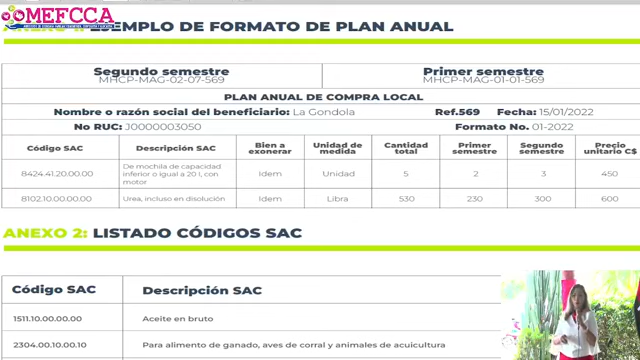 MEFCCA
EJEMPLO DE FORMATO DE PLAN ANUAL
Segundo semestre Primer semestre
MHCP-MAG-02-07-569 MHCP-MAG-01-01-569
PLAN ANUAL DE COMPRA LOCAL
Nombre o razón social del beneficiario: La Gondola Ref.569 Fecha: 15/01/2022
No RUC: J0000003050 Formato No. 01-2022
Código SAC Descripción SAC Bien a exonerar Unidad de medida Cantidad total Primer semestre Segundo semestre Precio unitario C$
8424.41.20.00.00 De mochila de capacidad inferior o igual a 20 l, con motor Idem Unidad 5 2 3 450
8102.10.00.00.00 Urea, incluso en disolución Idem Libra 530 230 300 600
ANEXO 2: LISTADO CÓDIGOS SAC
Código SAC Descripción SAC
1511.10.00.00.00 Aceite en bruto
2304.00.10.00.10 Para alimento de ganado, aves de corral y animales de acuicultura